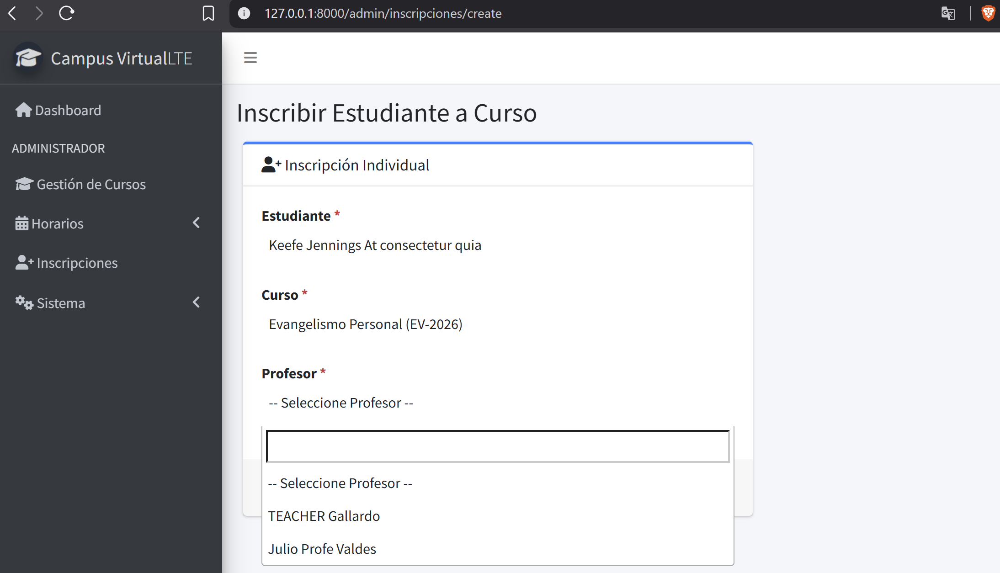 127.0.0.1:8000/admin/inscripciones/create
Campus VirtualLTE
Dashboard
ADMINISTRADOR
Gestión de Cursos
Horarios
Inscripciones
Sistema
Inscribir Estudiante a Curso
Inscripción Individual
Estudiante *
Keefe Jennings At consectetur quia
Curso *
Evangelismo Personal (EV-2026)
Profesor *
-- Seleccione Profesor --
-- Seleccione Profesor --
TEACHER Gallardo
Julio Profe Valdes